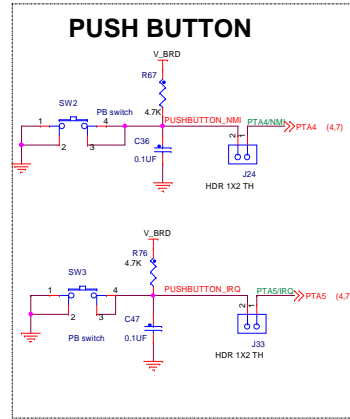 PUSH BUTTON
V_BRD
R67
4.7K
SW2
1 4 PB switch
2 3
PUSHBUTTON_NMI
PTA4/NMI
PTA4 (4,7)
C36
0.1UF
2 1
J24
HDR 1X2 TH
V_BRD
R76
4.7K
SW3
1 4
2 3
PB switch
PUSHBUTTON_IRQ
PTA5/IRQ
PTA5 (4,7
C47
0.1UF
2 1
J33
HDR 1X2 TH